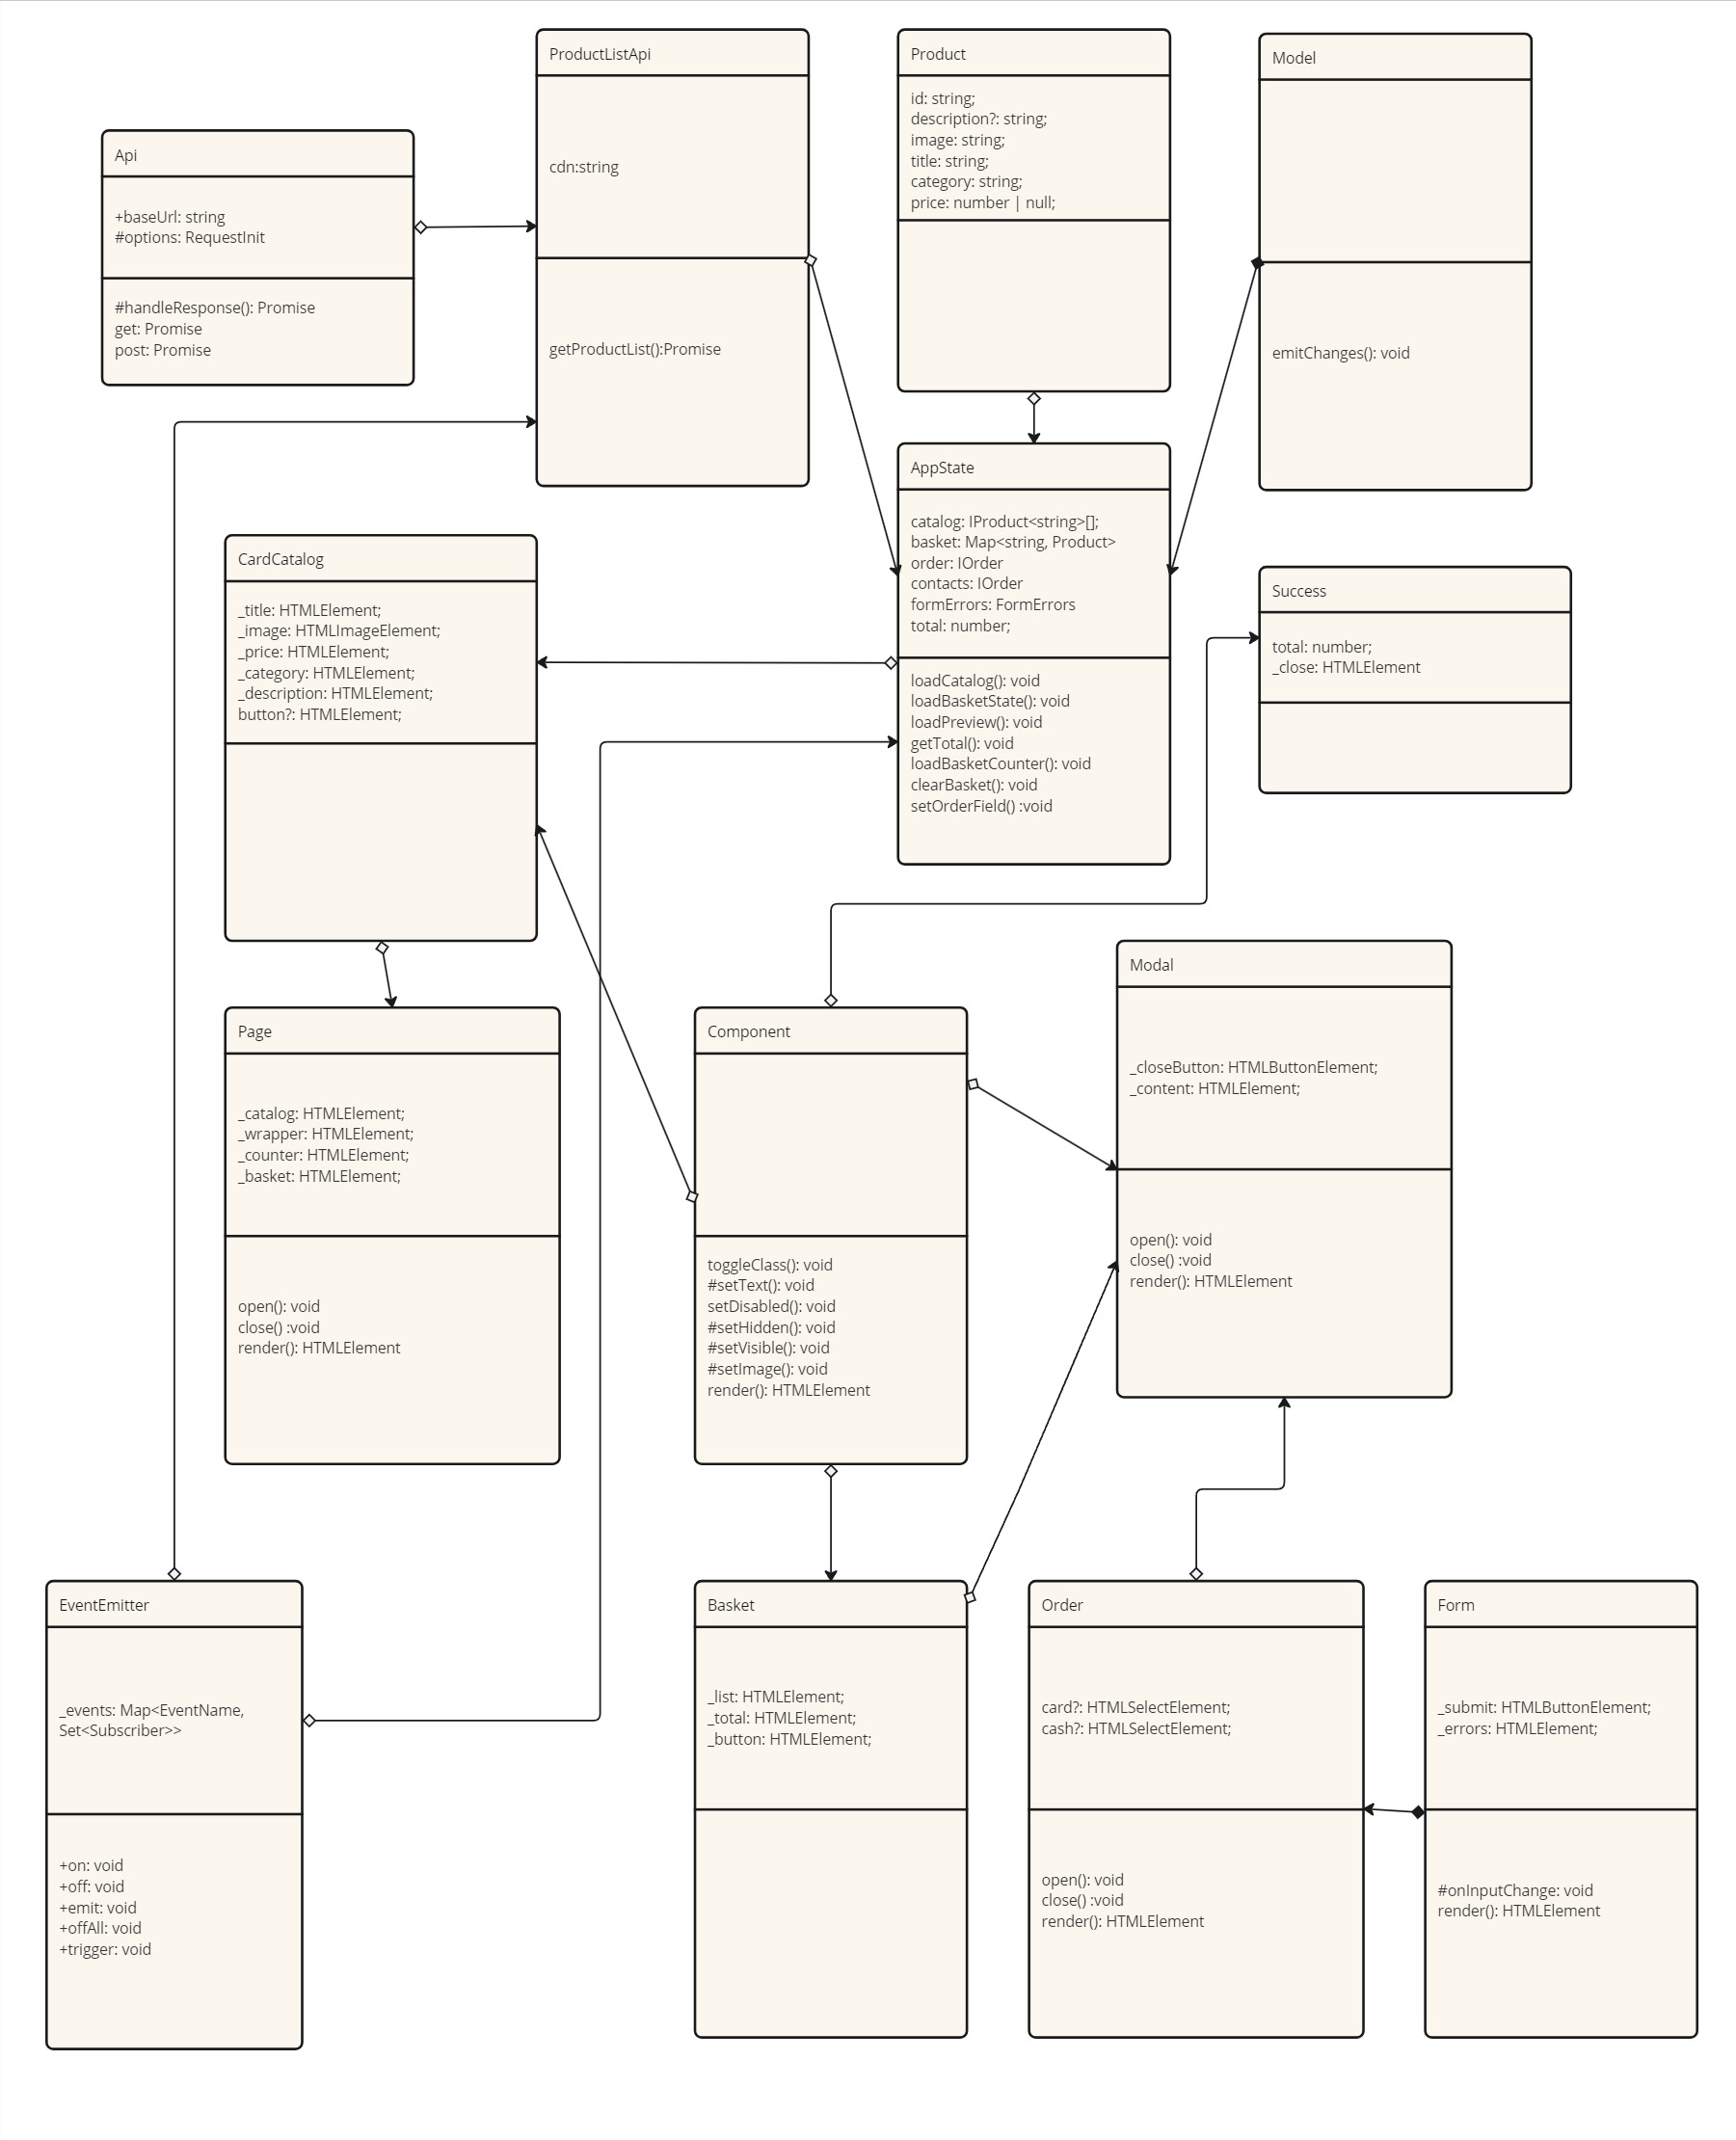 ProductListApi
cdn:string
getProductList():Promise
Product
id: string;
description?: string;
image: string;
title: string;
category: string;
price: number | null;
Model
emitChanges(): void
Api
+baseUrl: string
#options: RequestInit
#handleResponse(): Promise
get: Promise
post: Promise
AppState
catalog: IProduct<string>[];
basket: Map<string, Product>
order: IOrder
contacts: IOrder
formErrors: FormErrors
total: number;
loadCatalog(): void
loadBasketState(): void
loadPreview(): void
getTotal(): void
loadBasketCounter(): void
clearBasket(): void
setOrderField() :void
CardCatalog
_title: HTMLElement;
_image: HTMLImageElement;
_price: HTMLElement;
_category: HTMLElement;
_description: HTMLElement;
button?: HTMLElement;
Success
total: number;
_close: HTMLElement
Modal
_closeButton: HTMLButtonElement;
_content: HTMLElement;
open(): void
close() :void
render(): HTMLElement
Page
_catalog: HTMLElement;
_wrapper: HTMLElement;
_counter: HTMLElement;
_basket: HTMLElement;
open(): void
close() :void
render(): HTMLElement
Component
toggleClass(): void
#setText(): void
setDisabled(): void
#setHidden(): void
#setVisible(): void
#setImage(): void
render(): HTMLElement
EventEmitter
_events: Map<EventName,
Set<Subscriber>>
+on: void
+off: void
+emit: void
+offAll: void
+trigger: void
Basket
_list: HTMLElement;
_total: HTMLElement;
_button: HTMLElement;
Order
card?: HTMLSelectElement;
cash?: HTMLSelectElement;
open(): void
close() :void
render(): HTMLElement
Form
_submit: HTMLButtonElement;
_errors: HTMLElement;
#onInputChange: void
render(): HTMLElement